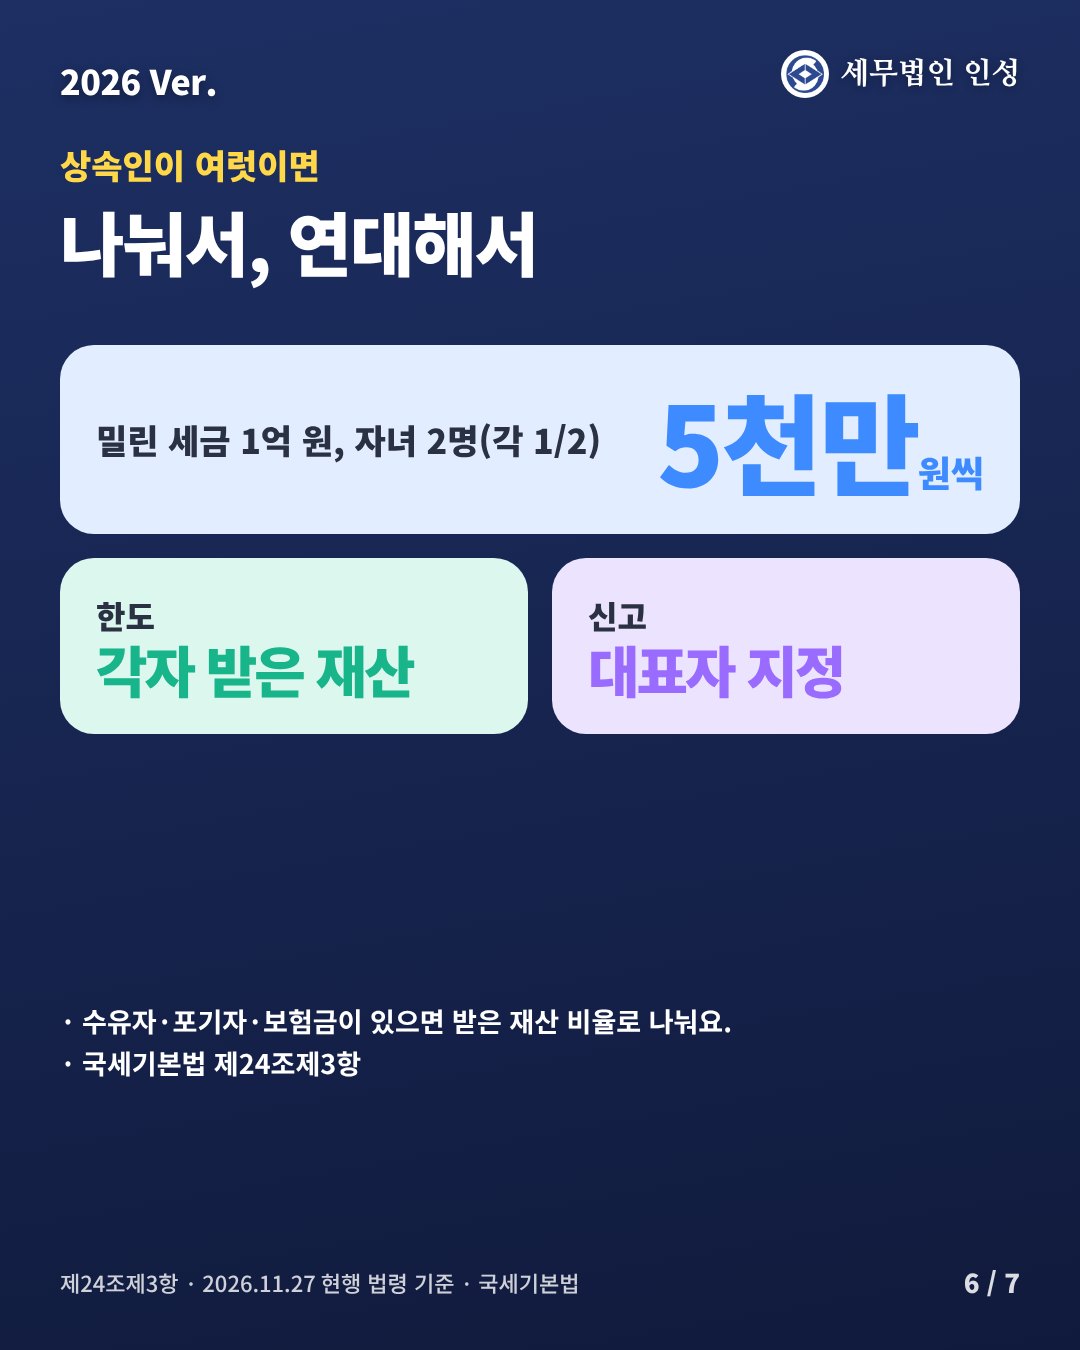 2026 Ver.
세무법인 인성
상속인이 여럿이면
나눠서, 연대해서
밀린 세금 1억 원, 자녀 2명(각 1/2)
5천만원씩
한도
각자 받은 재산
신고
대표자 지정
· 수유자·포기자·보험금이 있으면 받은 재산 비율로 나눠요.
· 국세기본법 제24조제3항
제24조제3항 · 2026.11.27 현행 법령 기준 · 국세기본법
6 / 7